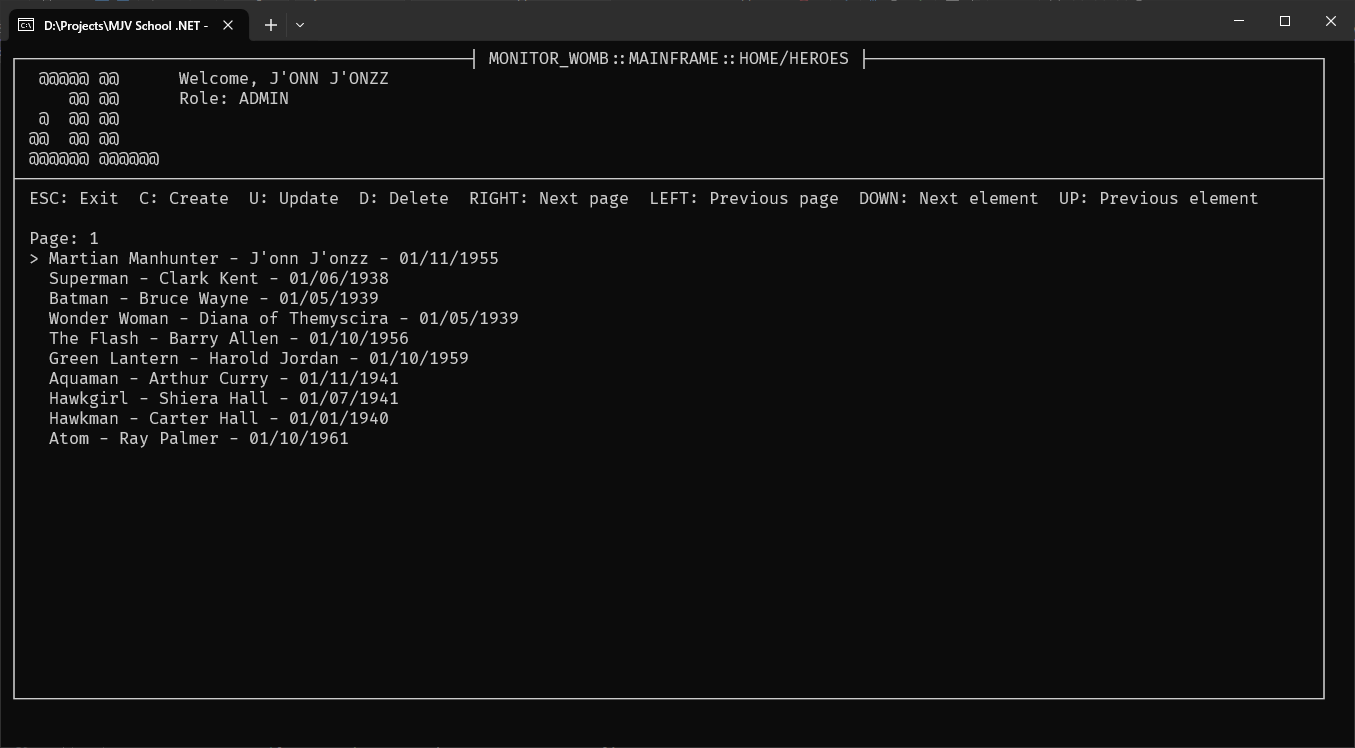 D:\Projects\MJV School .NET -
MONITOR_WOMB::MAINFRAME::HOME/HEROES
@@@@@ @@ Welcome, J'ONN J'ONZZ
@@ @@ Role: ADMIN
@ @@ @@
@@ @@ @@
@@@@@@ @@@@@@
ESC: Exit C: Create U: Update D: Delete RIGHT: Next page LEFT: Previous page DOWN: Next element UP: Previous element
Page: 1
> Martian Manhunter - J'onn J'onzz - 01/11/1955
Superman - Clark Kent - 01/06/1938
Batman - Bruce Wayne - 01/05/1939
Wonder Woman - Diana of Themyscira - 01/05/1939
The Flash - Barry Allen - 01/10/1956
Green Lantern - Harold Jordan - 01/10/1959
Aquaman - Arthur Curry - 01/11/1941
Hawkgirl - Shiera Hall - 01/07/1941
Hawkman - Carter Hall - 01/01/1940
Atom - Ray Palmer - 01/10/1961